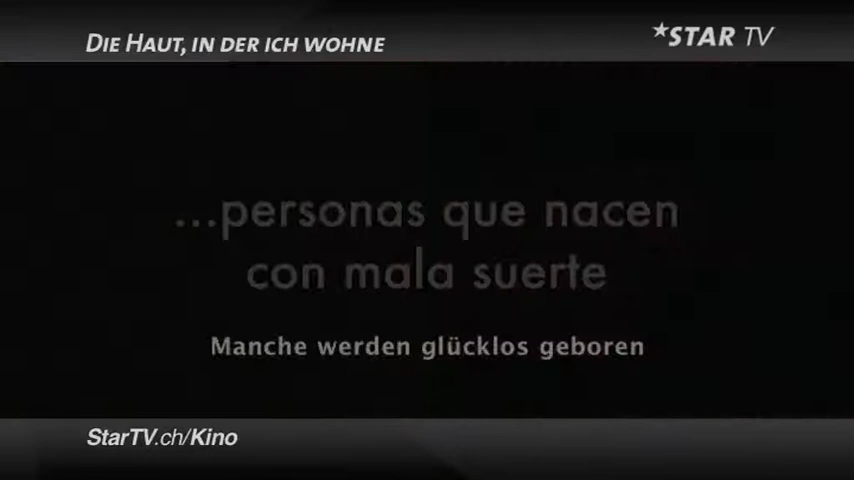 DIE HAUT, IN DER ICH WOHNE
*STAR TV
...personas que nacen
con mala suerte
Manche werden glücklos geboren
StarTV.ch/Kino